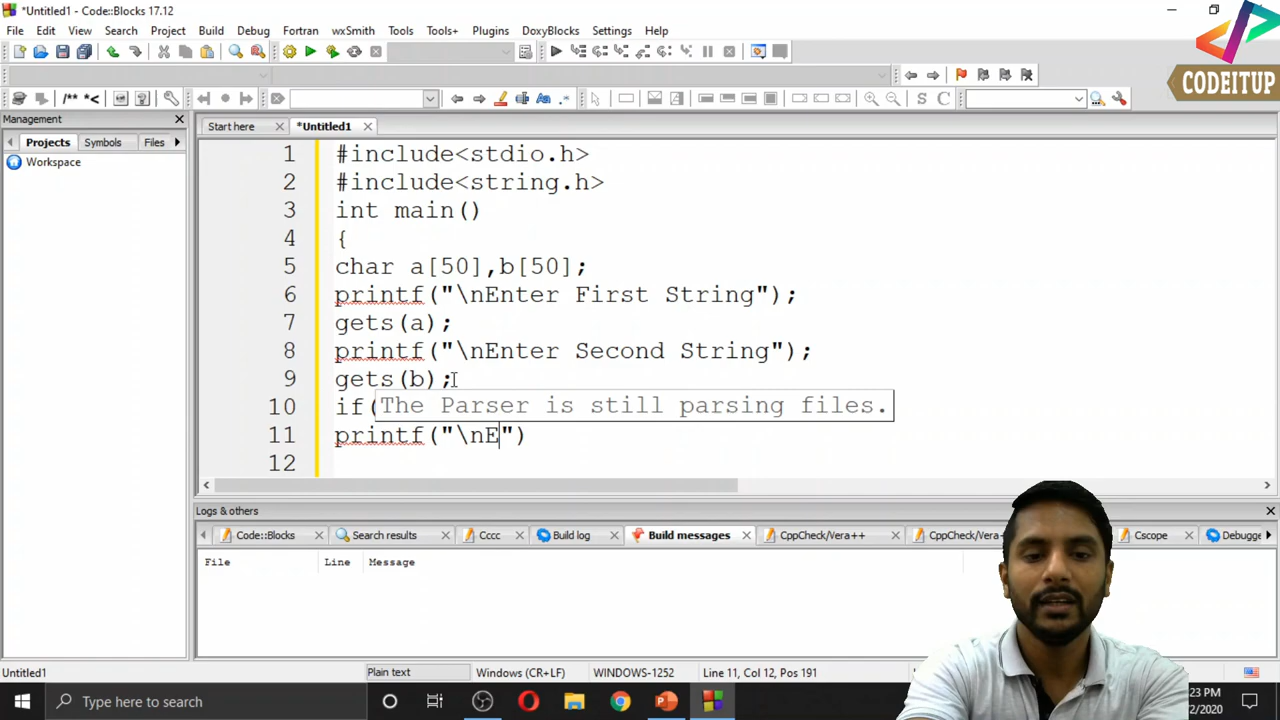 *Untitled1 - Code::Blocks 17.12
File Edit View Search Project Build Debug Fortran wxSmith Tools Tools+ Plugins DoxyBlocks Settings Help
CODEITUP
/** *<
S C
Management
Start here
*Untitled1
Projects Symbols Files
Workspace
1 #include<stdio.h>
2 #include<string.h>
3 int main()
4 {
5 char a[50],b[50];
6 printf("\nEnter First String");
7 gets(a);
8 printf("\nEnter Second String");
9 gets(b);
10 if(
The Parser is still parsing files.
11 printf("\nE")
12
Logs & others
Code::Blocks Search results Cccc Build log Build messages CppCheck/Vera++ CppCheck/Vera+ Cscope Debugge
File Line Message
Untitled1 Plain text Windows (CR+LF) WINDOWS-1252 Line 11, Col 12, Pos 191
Type here to search
:23 PM
/2/2020